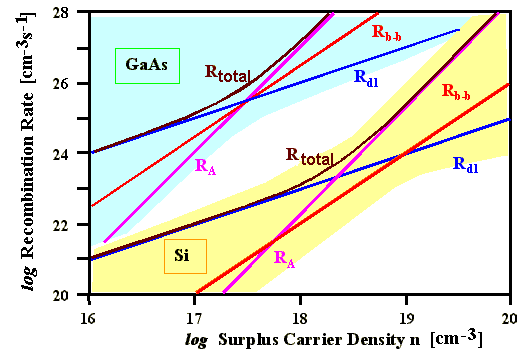 28
GaAs
R_total
R_b-b
R_dl
26
R_b-b
24
R_total
R_A
R_dl
22
Si
R_A
20
16
17
18
19
20
log Recombination Rate [cm-3s-1]
log Surplus Carrier Density n [cm-3]